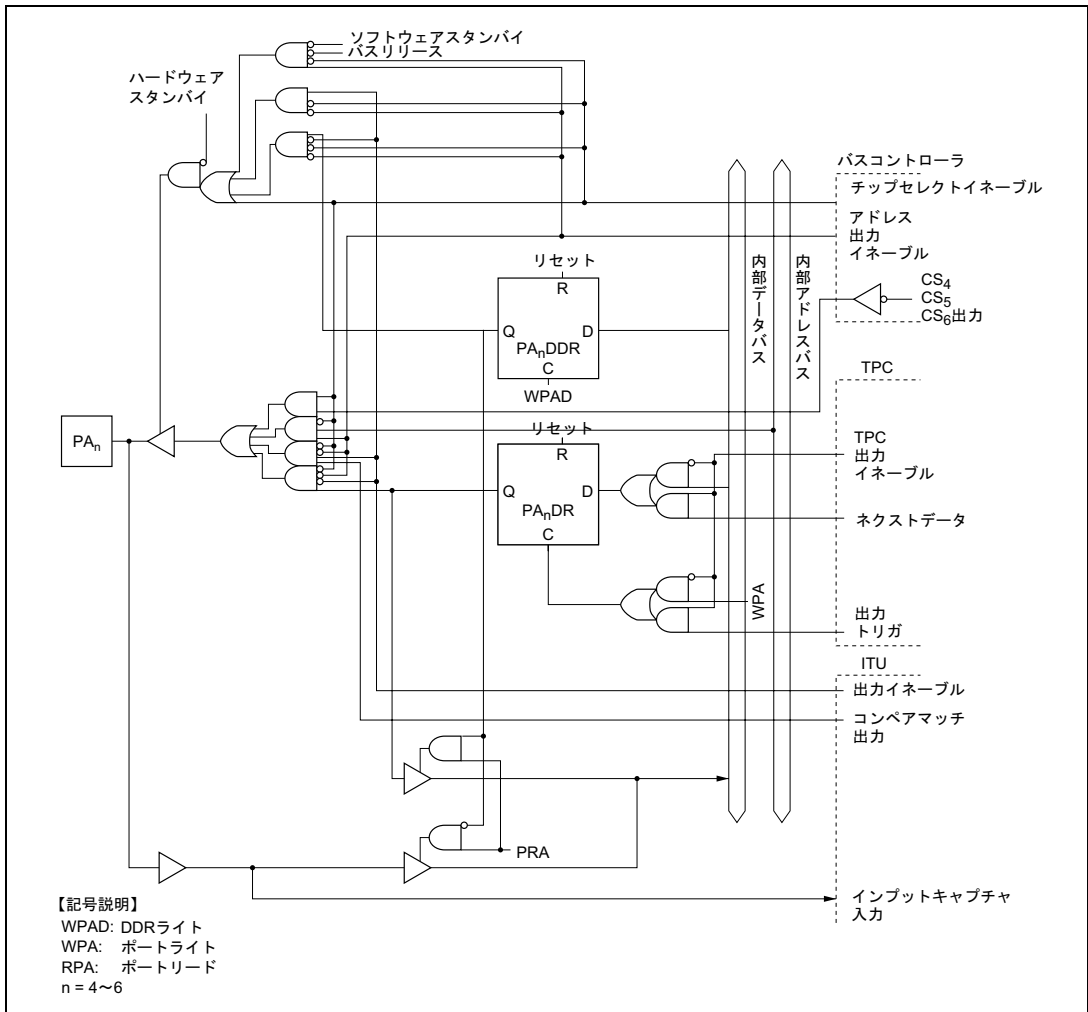 ソフトウェアスタンバイ
バスリリース
ハードウェア
スタンバイ
バスコントローラ
チップセレクトイネーブル
アドレス
出力
イネーブル
リセット
R
Q
D
PAnDDR
C
WPAD
内部データバス
内部アドレスバス
CS4
CS5
CS6出力
TPC
PAn
リセット
R
Q
D
PAnDR
C
TPC
出力
イネーブル
ネクストデータ
WPA
出力
トリガ
ITU
出力イネーブル
コンペアマッチ
出力
PRA
インプットキャプチャ
入力
【記号説明】
WPAD: DDRライト
WPA: ポートライト
RPA: ポートリード
n = 4～6